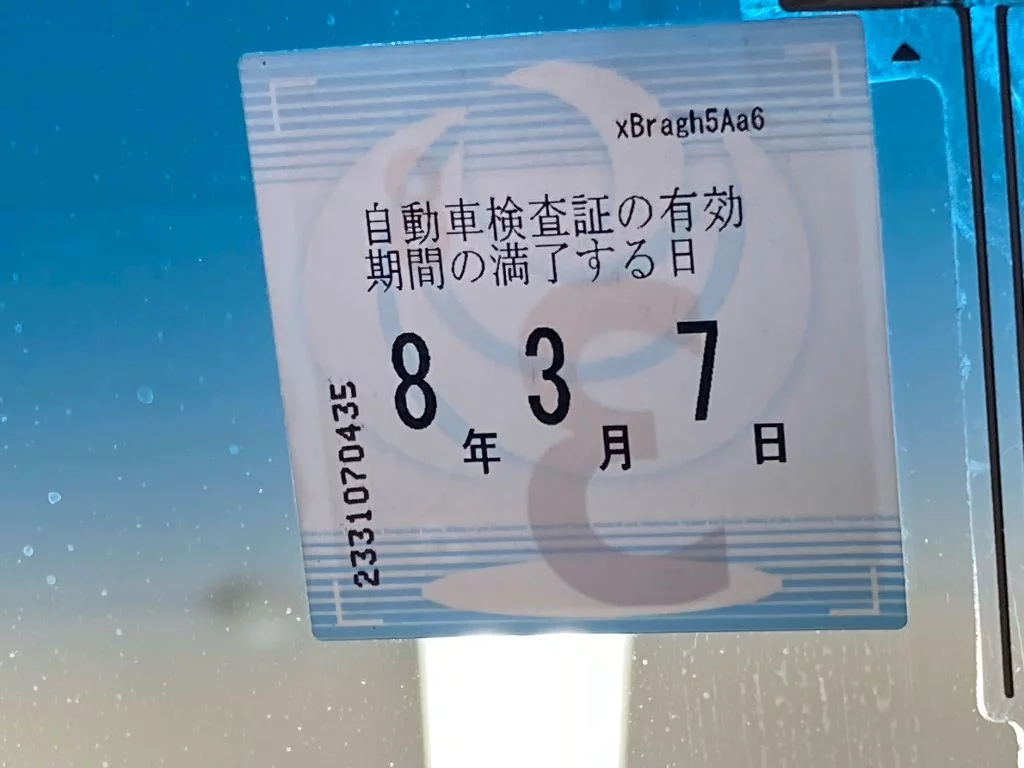 xBragh5Aa6
自動車検査証の有効
期間の満了する日
8年3月7日
2331070435